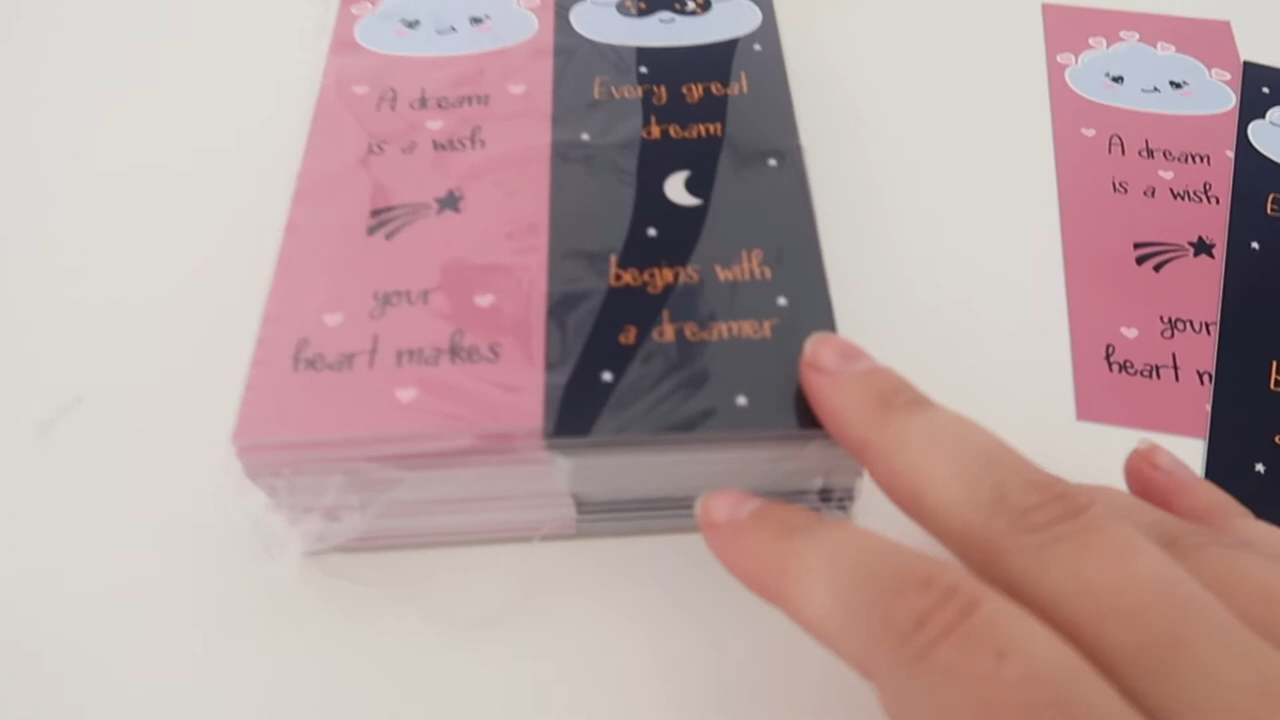 A dream
is a wish
your
heart makes
Every great
dream
begins with
a dreamer
A dream
is a wish
your
heart